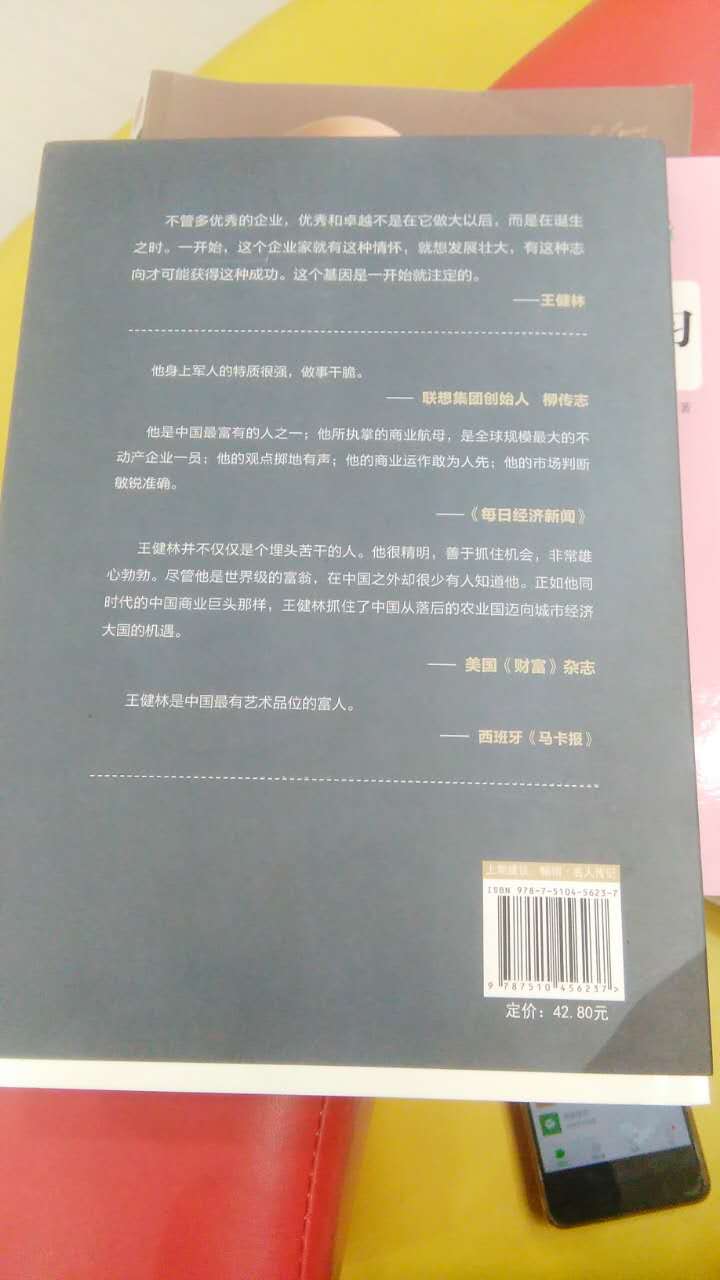 不管多优秀的企业，优秀和卓越不是在它做大以后，而是在诞生
之时。一开始，这个企业家就有这种情怀，就想发展壮大，有这种志
向才可能获得这种成功。这个基因是一开始就注定的。
——王健林
他身上军人的特质很强，做事干脆。
—— 联想集团创始人 柳传志
他是中国最富有的人之一；他所执掌的商业航母，是全球规模最大的不
动产企业一员；他的观点掷地有声；他的商业运作敢为人先；他的市场判断
敏锐准确。
——《每日经济新闻》
王健林并不仅仅是个埋头苦干的人。他很精明，善于抓住机会，非常雄
心勃勃。尽管他是世界级的富翁，在中国之外却很少有人知道他。正如他同
时代的中国商业巨头那样，王健林抓住了中国从落后的农业国迈向城市经济
大国的机遇。
—— 美国《财富》杂志
王健林是中国最有艺术品位的富人。
—— 西班牙《马卡报》
上架建议：畅销·名人传记
ISBN 978-7-5104-5623-7
9 787510 456237>
定价：42.80元
著